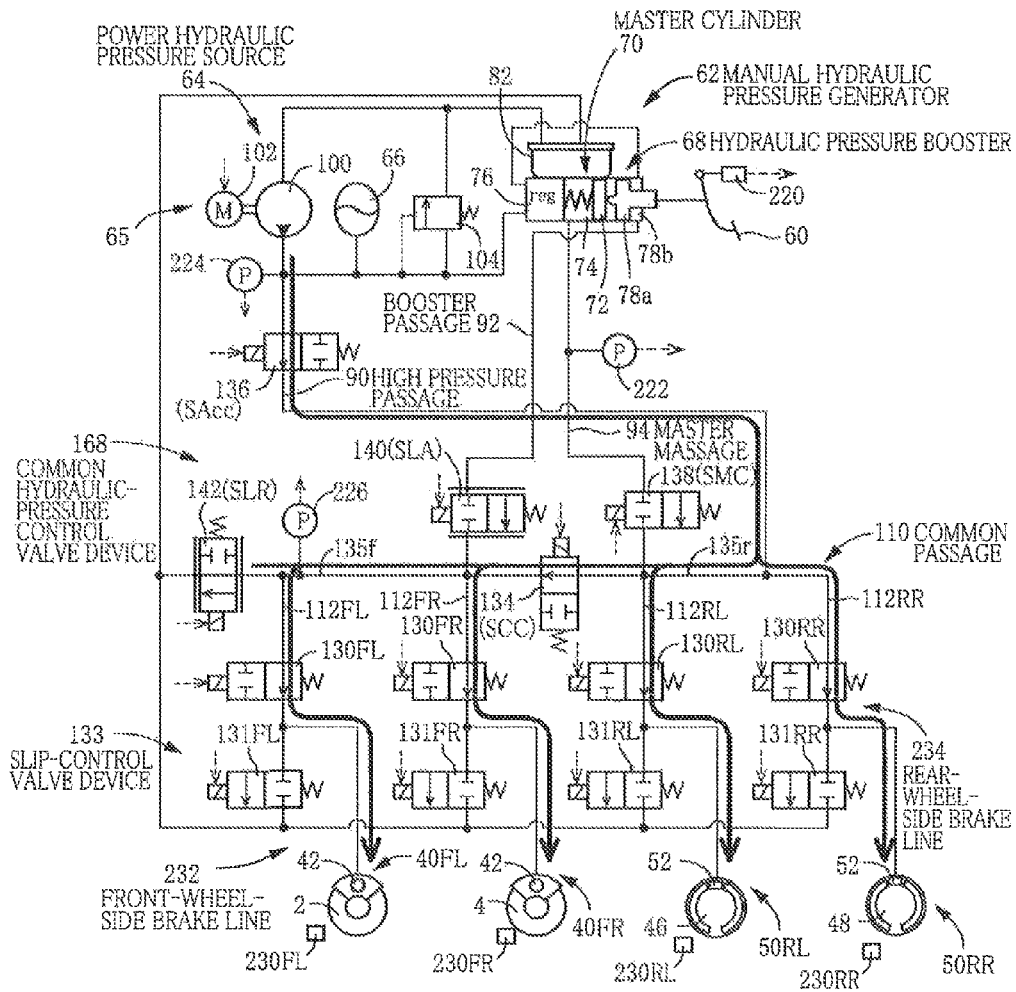 MASTER CYLINDER
70
POWER HYDRAULIC
PRESSURE SOURCE
64
82
62 MANUAL HYDRAULIC
PRESSURE GENERATOR
102
100
66
76
68 HYDRAULIC PRESSURE BOOSTER
220
M
reg
65
104
74
72
78a
78b
60
224
P
BOOSTER
PASSAGE 92
P
222
136
(SAcc)
90 HIGH PRESSURE
PASSAGE
94 MASTER
MASSAGE
168
COMMON
HYDRAULIC-
PRESSURE
CONTROL
VALVE DEVICE
142(SLR)
226
P
140(SLA)
138(SMC)
110 COMMON
PASSAGE
135f
135r
112FL
112FR
134
(SCC)
112RL
112RR
130FL
130FR
130RL
130RR
133
SLIP-CONTROL
VALVE DEVICE
131FL
131FR
131RL
131RR
234
REAR-
WHEEL-
SIDE BRAKE
LINE
232
FRONT-WHEEL-
SIDE BRAKE LINE
42
40FL
42
40FR
52
52
2
4
46
50RL
48
50RR
230FL
230FR
230RL
230RR